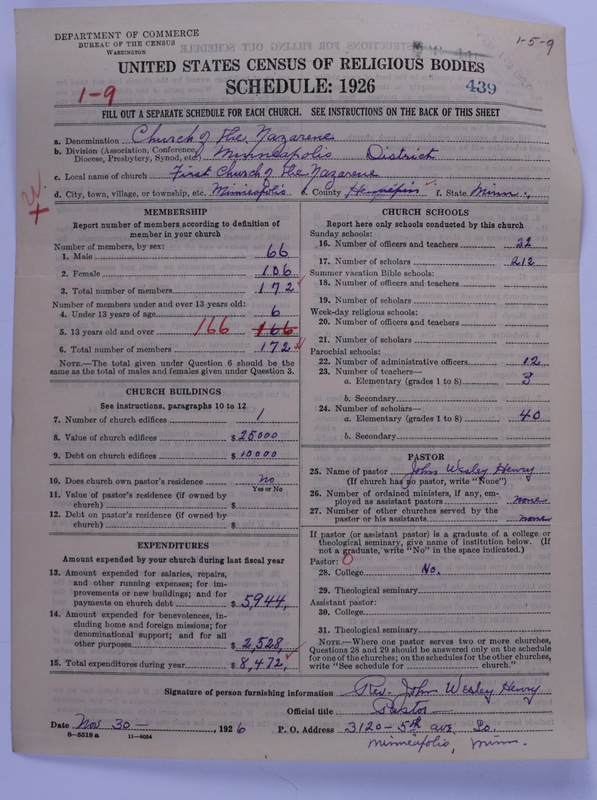 DEPARTMENT OF COMMERCE
BUREAU OF THE CENSUS
WASHINGTON
1-5-9
UNITED STATES CENSUS OF RELIGIOUS BODIES
SCHEDULE: 1926
1-9
439
FILL OUT A SEPARATE SCHEDULE FOR EACH CHURCH. SEE INSTRUCTIONS ON THE BACK OF THIS SHEET
a. Denomination Church of the Nazarene
b. Division (Association, Conference, Diocese, Presbytery, Synod, etc.) Minneapolis District
c. Local name of church First Church of the Nazarene
d. City, town, village, or township, etc. Minneapolis e. County Hennepin f. State Minn.
MEMBERSHIP
Report number of members according to definition of
member in your church
Number of members, by sex:
1. Male 66
2. Female 106
3. Total number of members 172
Number of members under and over 13 years old:
4. Under 13 years of age 6
5. 13 years old and over 166 166
6. Total number of members 172
NOTE.—The total given under Question 6 should be the
same as the total of males and females given under Question 3.
CHURCH BUILDINGS
See instructions, paragraphs 10 to 12
7. Number of church edifices 1
8. Value of church edifices $25000
9. Debt on church edifices $10000
10. Does church own pastor's residence no
Yes or No
11. Value of pastor's residence (if owned by
church) $
12. Debt on pastor's residence (if owned by
church) $
EXPENDITURES
Amount expended by your church during last fiscal year
13. Amount expended for salaries, repairs,
and other running expenses; for im-
provements or new buildings; and for
payments on church debt $5,944,
14. Amount expended for benevolences, in-
cluding home and foreign missions; for
denominational support; and for all
other purposes $2,528,
15. Total expenditures during year $8,472,
CHURCH SCHOOLS
Report here only schools conducted by this church
Sunday schools:
16. Number of officers and teachers 22
17. Number of scholars 212
Summer vacation Bible schools:
18. Number of officers and teachers
19. Number of scholars
Week-day religious schools:
20. Number of officers and teachers
21. Number of scholars
Parochial schools:
22. Number of administrative officers 12
23. Number of teachers—
a. Elementary (grades 1 to 8) 3
b. Secondary
24. Number of scholars—
a. Elementary (grades 1 to 8) 40
b. Secondary
PASTOR
25. Name of pastor John Wesley Henry
(If church has no pastor, write "None")
26. Number of ordained ministers, if any, em-
ployed as assistant pastors none
27. Number of other churches served by the
pastor or his assistants none
If pastor (or assistant pastor) is a graduate of a college or
theological seminary, give name of institution below. (If
not a graduate, write "No" in the space indicated.)
Pastor: 0
28. College No.
29. Theological seminary
Assistant pastor:
30. College
31. Theological seminary
NOTE.—Where one pastor serves two or more churches,
Questions 28 and 29 should be answered only on the schedule
for one of the churches; on the schedules for the other churches,
write "See schedule for church."
Signature of person furnishing information Rev. John Wesley Henry
Official title Pastor
Date Nov 30—, 1926 P. O. Address 3120-5th ave. So.
6—5518 a 11—9034
Minneapolis, Minn.